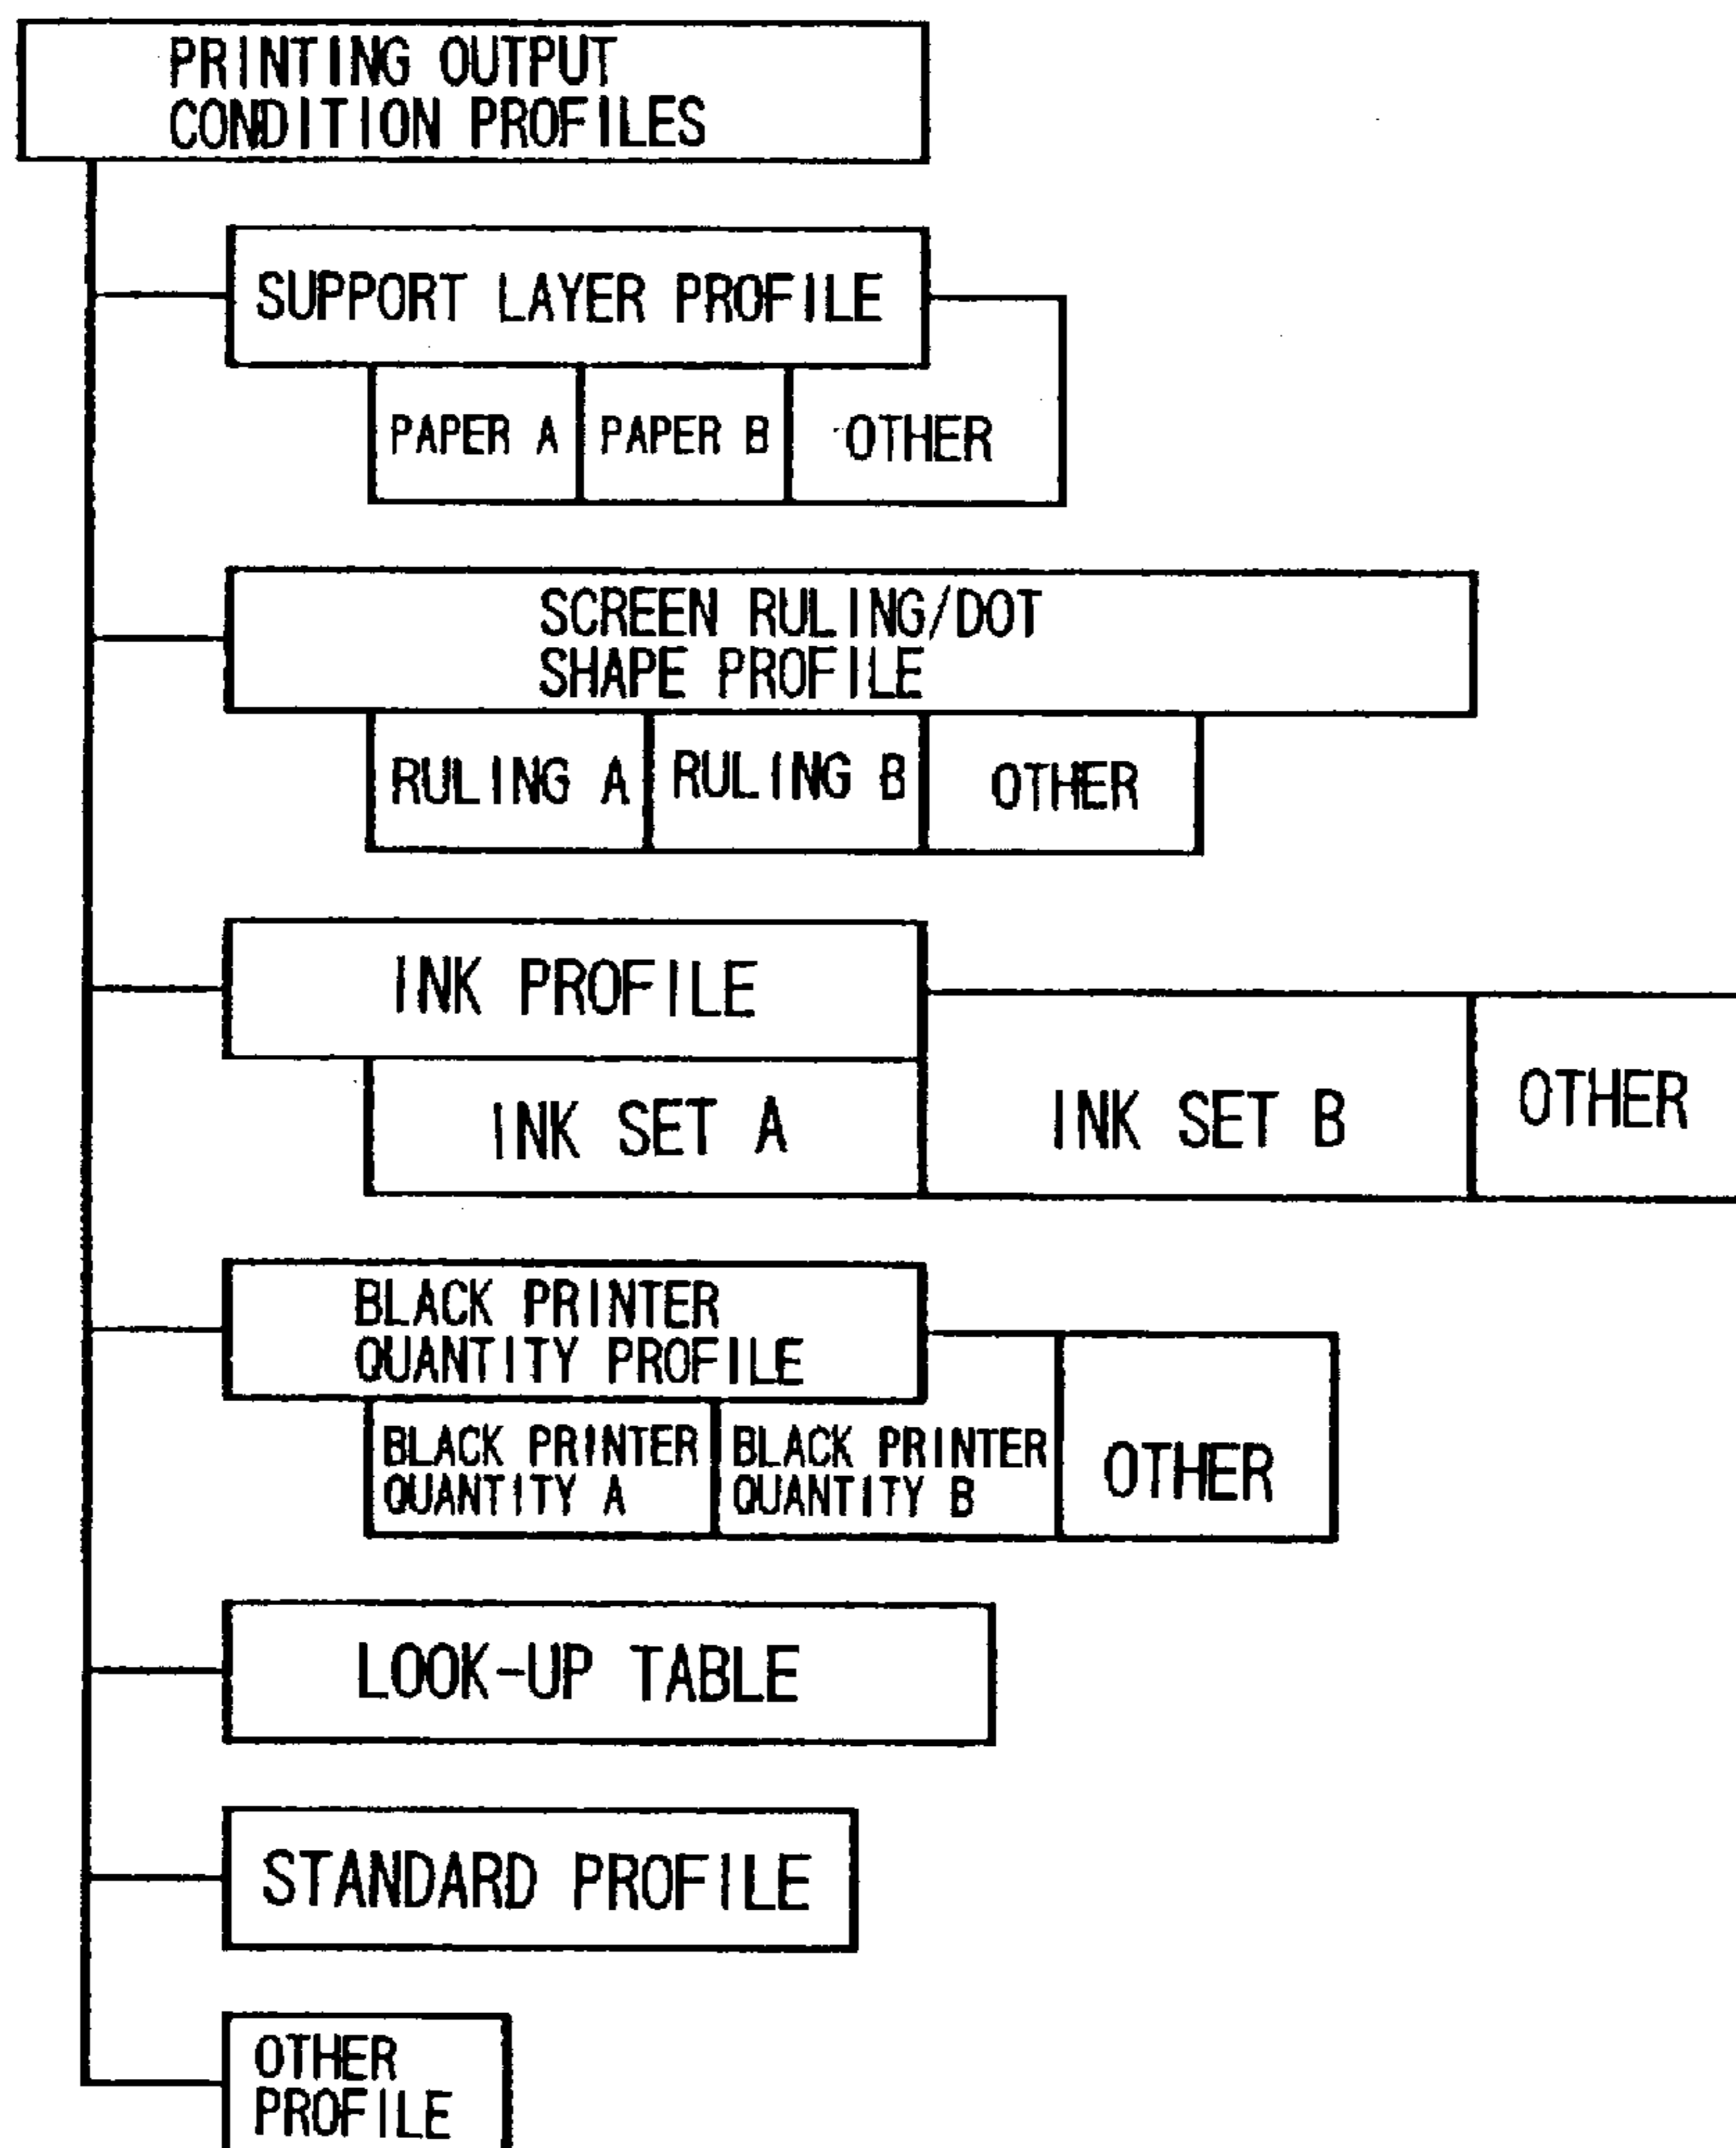 PRINTING OUTPUT
CONDITION PROFILES
SUPPORT LAYER PROFILE
PAPER A
PAPER B
OTHER
SCREEN RULING/DOT
SHAPE PROFILE
RULING A
RULING B
OTHER
INK PROFILE
INK SET A
INK SET B
OTHER
BLACK PRINTER
QUANTITY PROFILE
BLACK PRINTER
QUANTITY A
BLACK PRINTER
QUANTITY B
OTHER
LOOK-UP TABLE
STANDARD PROFILE
OTHER
PROFILE